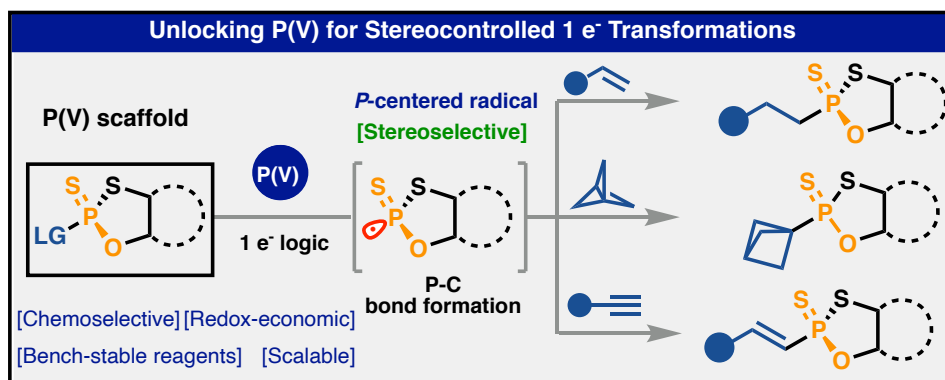 Unlocking P(V) for Stereocontrolled 1 e⁻ Transformations
P(V) scaffold
S
S
P
LG
O
P(V)
1 e⁻ logic
P-centered radical
[Stereoselective]
S
S
P
O
P-C
bond formation
S
S
P
O
S
S
P
O
S
S
P
O
[Chemoselective] [Redox-economic]
[Bench-stable reagents] [Scalable]